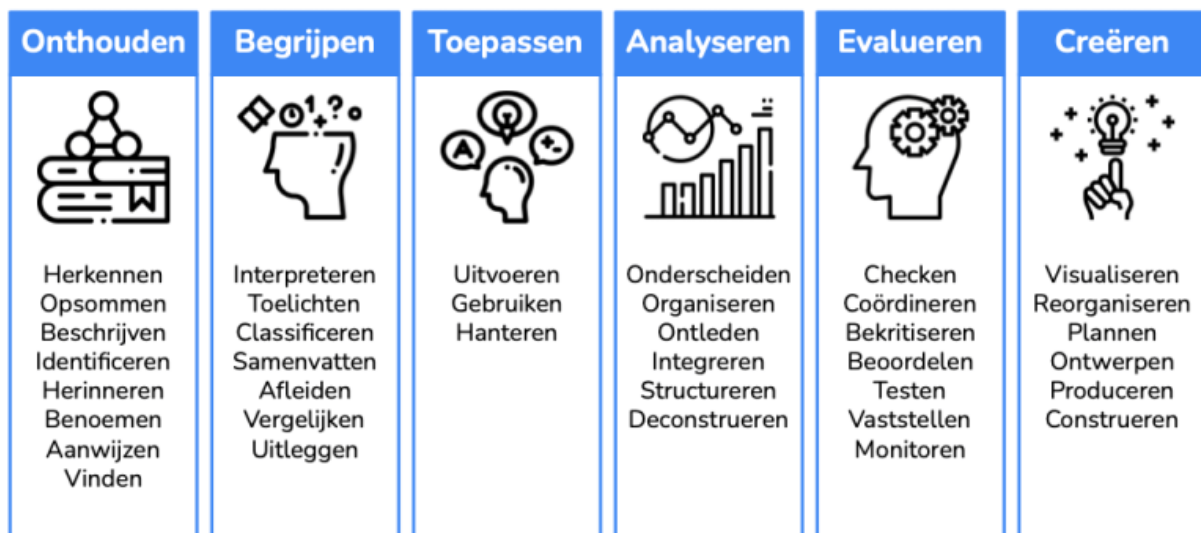 Onthouden
Herkennen
Opsommen
Beschrijven
Identificeren
Herinneren
Benoemen
Aanwijzen
Vinden
Begrijpen
1 ?
Interpreteren
Toelichten
Classificeren
Samenvatten
Afleiden
Vergelijken
Uitleggen
Toepassen
A
Uitvoeren
Gebruiken
Hanteren
Analyseren
Onderscheiden
Organiseren
Ontleden
Integreren
Structureren
Deconstrueren
Evalueren
Checken
Coördineren
Bekritiseren
Beoordelen
Testen
Vaststellen
Monitoren
Creëren
Visualiseren
Reorganiseren
Plannen
Ontwerpen
Produceren
Construeren